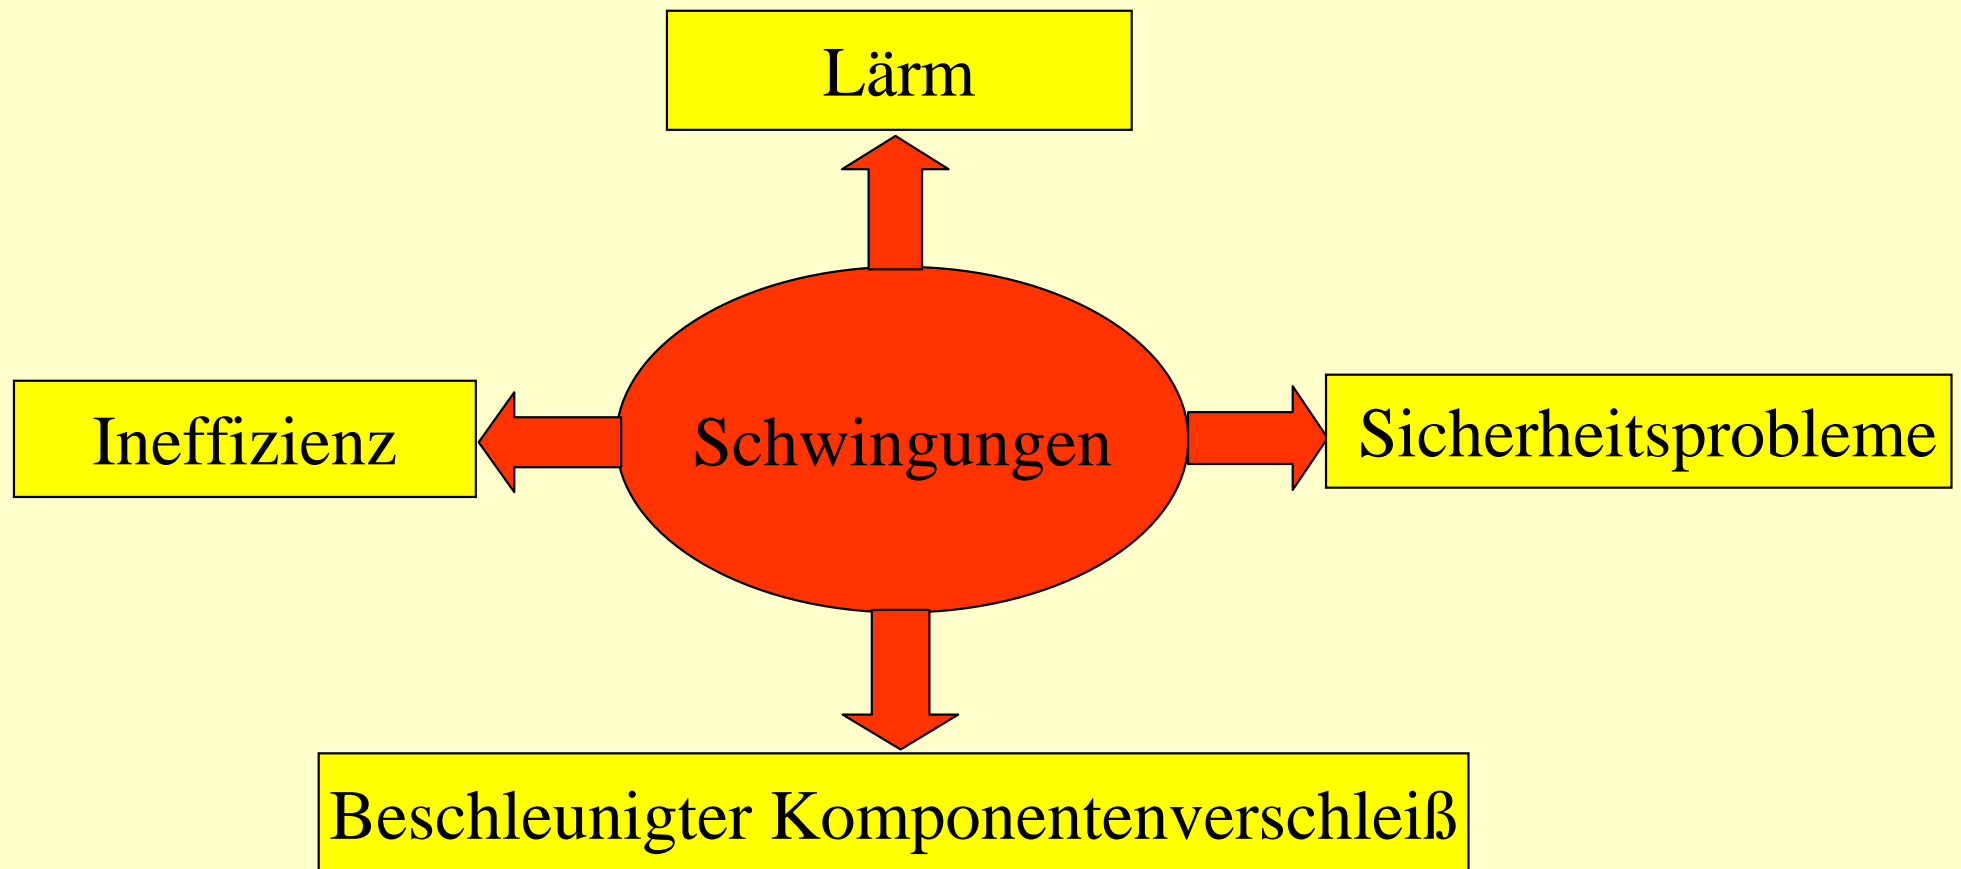 Lärm
Ineffizienz
Schwingungen
Sicherheitsprobleme
Beschleunigter Komponentenverschleiß